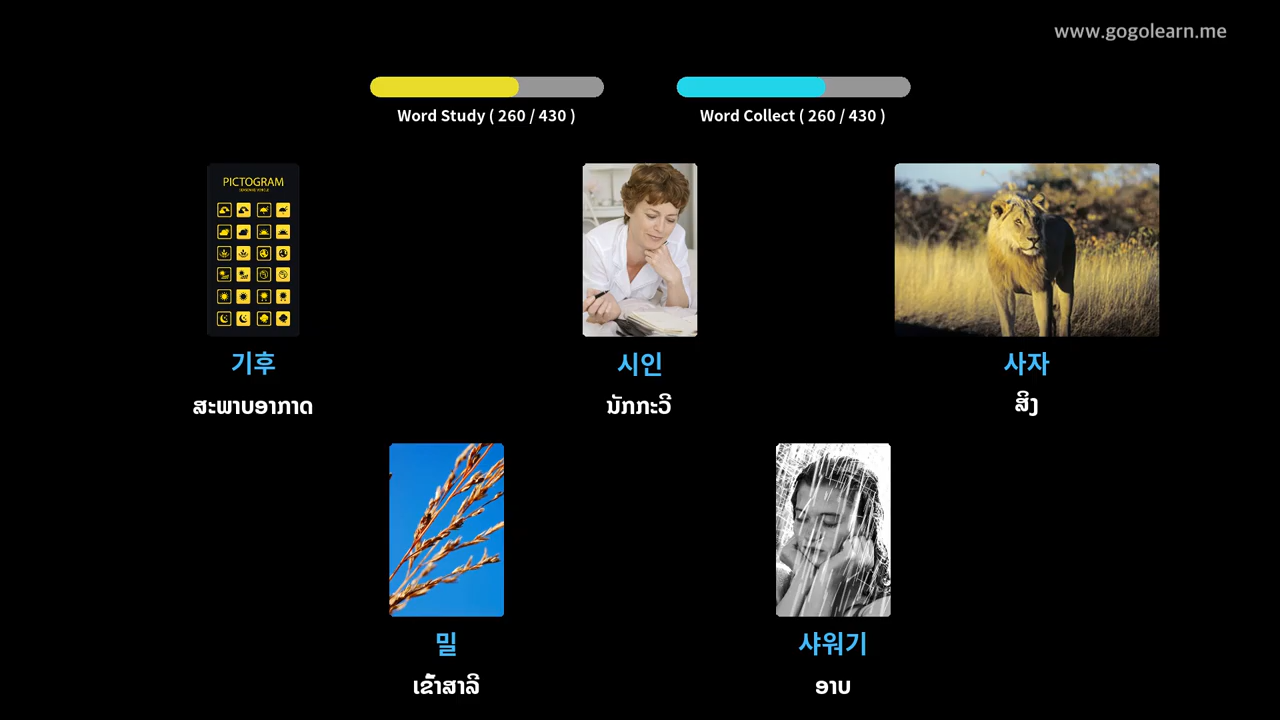 www.gogolearn.me
Word Study ( 260 / 430 )
Word Collect ( 260 / 430 )
PICTOGRAM
기후
ສະພາບອາກາດ
시인
ນັກກະວີ
사자
ສິງ
밀
ເຂົ້າສາລີ
샤워기
ອາບ